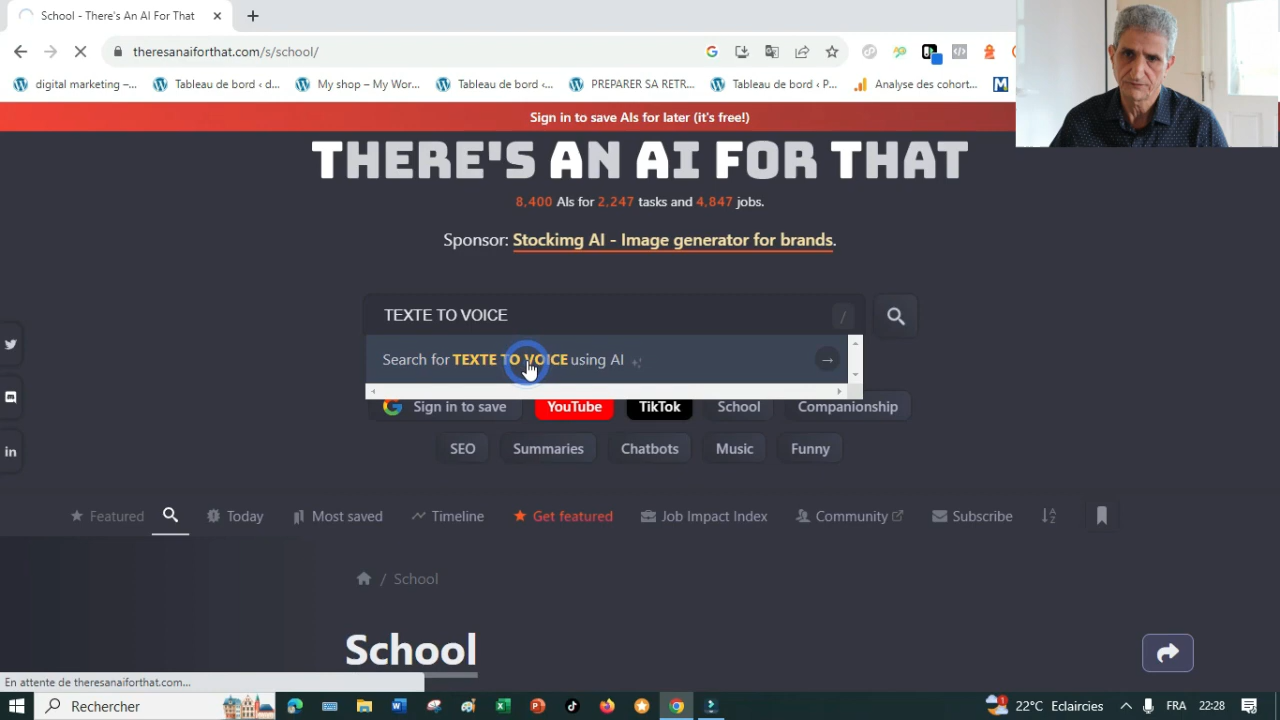 School - There's An AI For That
theresanaiforthat.com/s/school/
digital marketing –... Tableau de bord ‹ d... My shop – My Wor... Tableau de bord ‹... PREPARER SA RETR... Tableau de bord ‹ P... Analyse des cohort...
Sign in to save AIs for later (it's free!)
THERE'S AN AI FOR THAT
8,400 AIs for 2,247 tasks and 4,847 jobs.
Sponsor: Stockimg AI - Image generator for brands.
TEXTE TO VOICE /
Search for TEXTE TO VOICE using AI →
Sign in to save YouTube TikTok School Companionship
SEO Summaries Chatbots Music Funny
Featured Today Most saved Timeline Get featured Job Impact Index Community Subscribe
/ School
School
En attente de theresanaiforthat.com...
Rechercher 22°C Eclaircies FRA 22:28